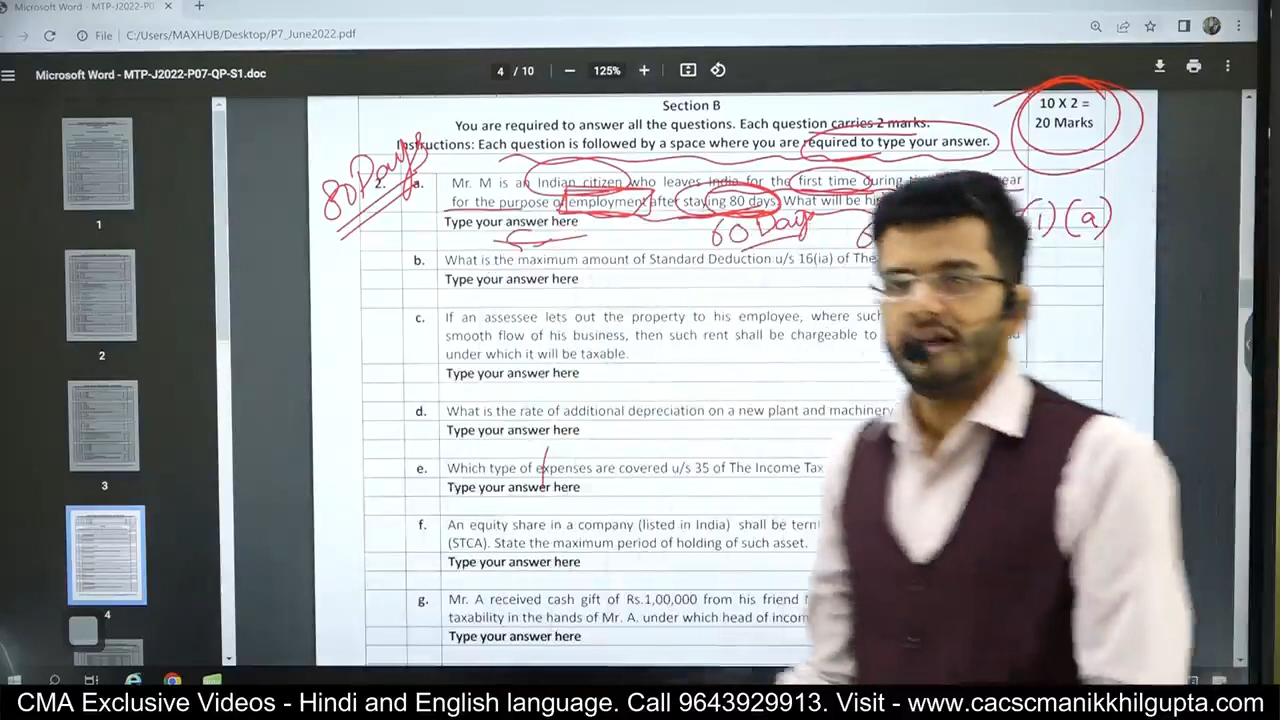 Microsoft Word - MTP-J2022-P0
File
C:/Users/MAXHUB/Desktop/P7_June2022.pdf
Microsoft Word - MTP-J2022-P07-QP-S1.doc
4 / 10
125%
Section B
10 X 2 =
20 Marks
You are required to answer all the questions. Each question carries 2 marks.
Instructions: Each question is followed by a space where you are required to type your answer.
80 Days
2. a. Mr. M is an Indian citizen who leaves India for the first time during
for the purpose of employment after staying 80 days. What will be his
Type your answer here
60 Days
(1) (a)
b. What is the maximum amount of Standard Deduction u/s 16(ia) of The
Type your answer here
c. If an assessee lets out the property to his employee, where such
smooth flow of his business, then such rent shall be chargeable to
under which it will be taxable.
Type your answer here
d. What is the rate of additional depreciation on a new plant and machinery
Type your answer here
e. Which type of expenses are covered u/s 35 of The Income Tax
Type your answer here
f. An equity share in a company (listed in India) shall be
(STCA). State the maximum period of holding of such asset.
Type your answer here
g. Mr. A received cash gift of Rs.1,00,000 from his friend
taxability in the hands of Mr. A. under which head of
Type your answer here
1
2
3
4
CMA Exclusive Videos - Hindi and English language. Call 9643929913. Visit - www.cacscmanikkhilgupta.com